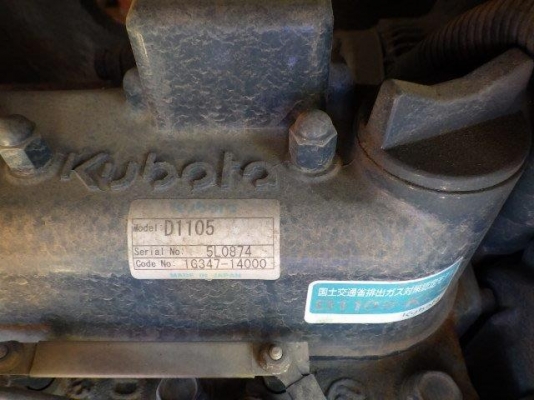 Kubota
Model D1105
Serial No: 5L0874
Code No: 1G347-14000
MADE IN JAPAN
国土交通省排出ガス対策